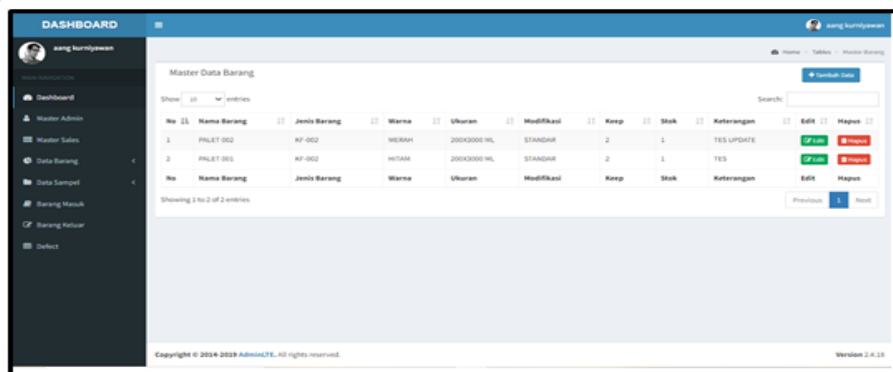 DASHBOARD
aang kurniyawan
aang kurniyawan
MAIN NAVIGATION
Dashboard
Master Admin
Master Sales
Data Barang
Data Sampel
Barang Masuk
Barang Keluar
Defect
Home > Tables > Master Barang
Master Data Barang
+ Tambah Data
Show 10 entries
Search:
No Nama Barang Jenis Barang Warna Ukuran Modifikasi Keep Stok Keterangan Edit Hapus
1 PALET 002 KF-002 MERAH 200X3000 ML STANDAR 2 1 TES UPDATE Edit Hapus
2 PALET 001 KF-002 HITAM 200X3000 ML STANDAR 2 1 TES Edit Hapus
No Nama Barang Jenis Barang Warna Ukuran Modifikasi Keep Stok Keterangan Edit Hapus
Showing 1 to 2 of 2 entries
Previous 1 Next
Copyright © 2014-2019 AdminLTE. All rights reserved.
Version 2.4.18